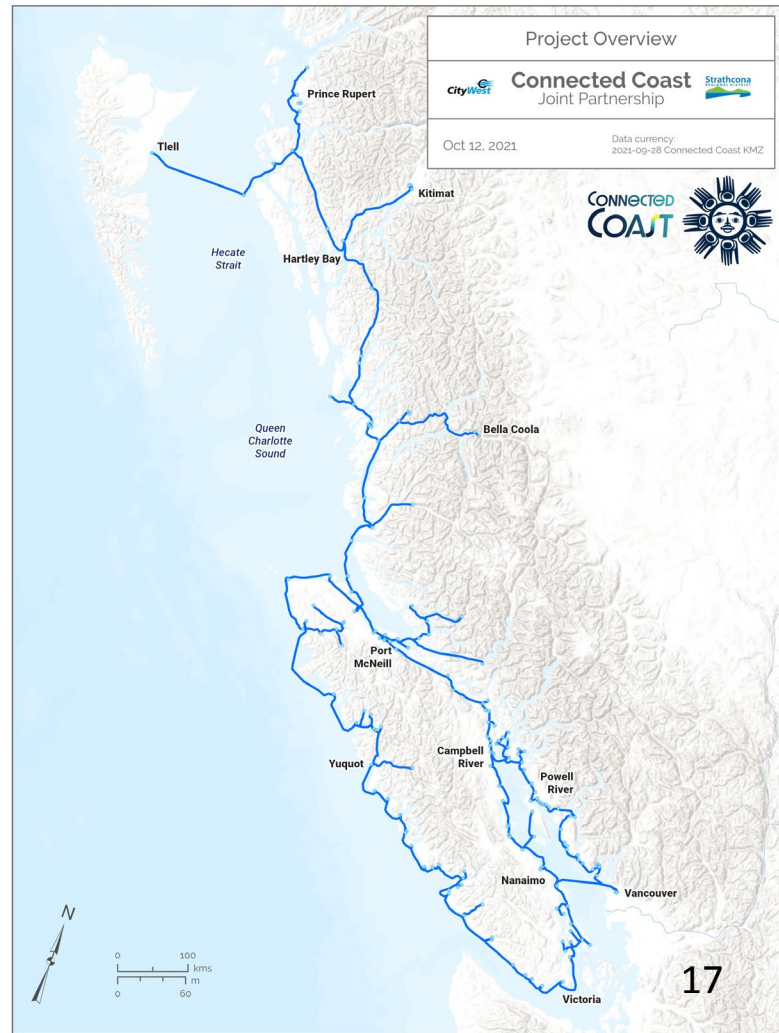 Project Overview
CityWest
Connected Coast
Joint Partnership
Strathcona
REGIONAL DISTRICT
Oct 12, 2021
Data currency:
2021-09-28 Connected Coast KMZ
CONNECTED
COAST
Prince Rupert
Tlell
Kitimat
Hecate
Strait
Hartley Bay
Queen
Charlotte
Sound
Bella Coola
Port
McNeill
Campbell
River
Yuquot
Powell
River
Nanaimo
Vancouver
Victoria
N
0 100
kms
m
0 60
17